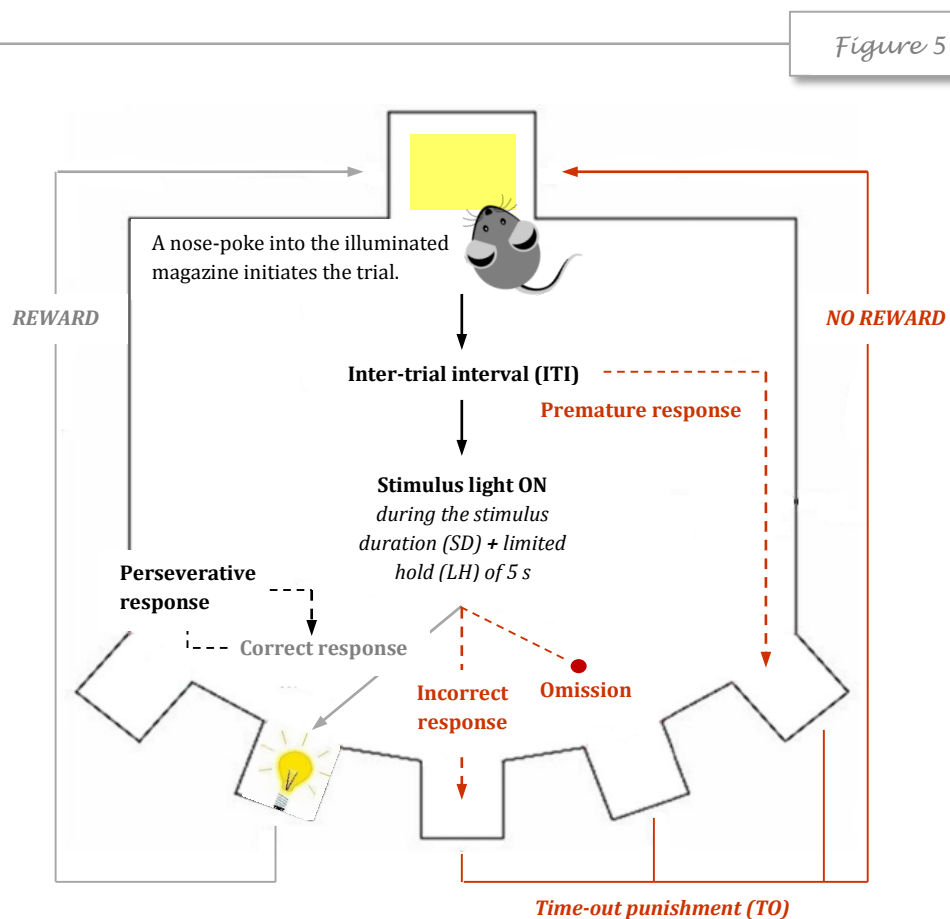 Figure 5
A nose-poke into the illuminated
magazine initiates the trial.
REWARD
NO REWARD
Inter-trial interval (ITI)
Premature response
Stimulus light ON
during the stimulus
duration (SD) + limited
hold (LH) of 5 s
Perseverative
response
Correct response
Incorrect
response
Omission
Time-out punishment (TO)